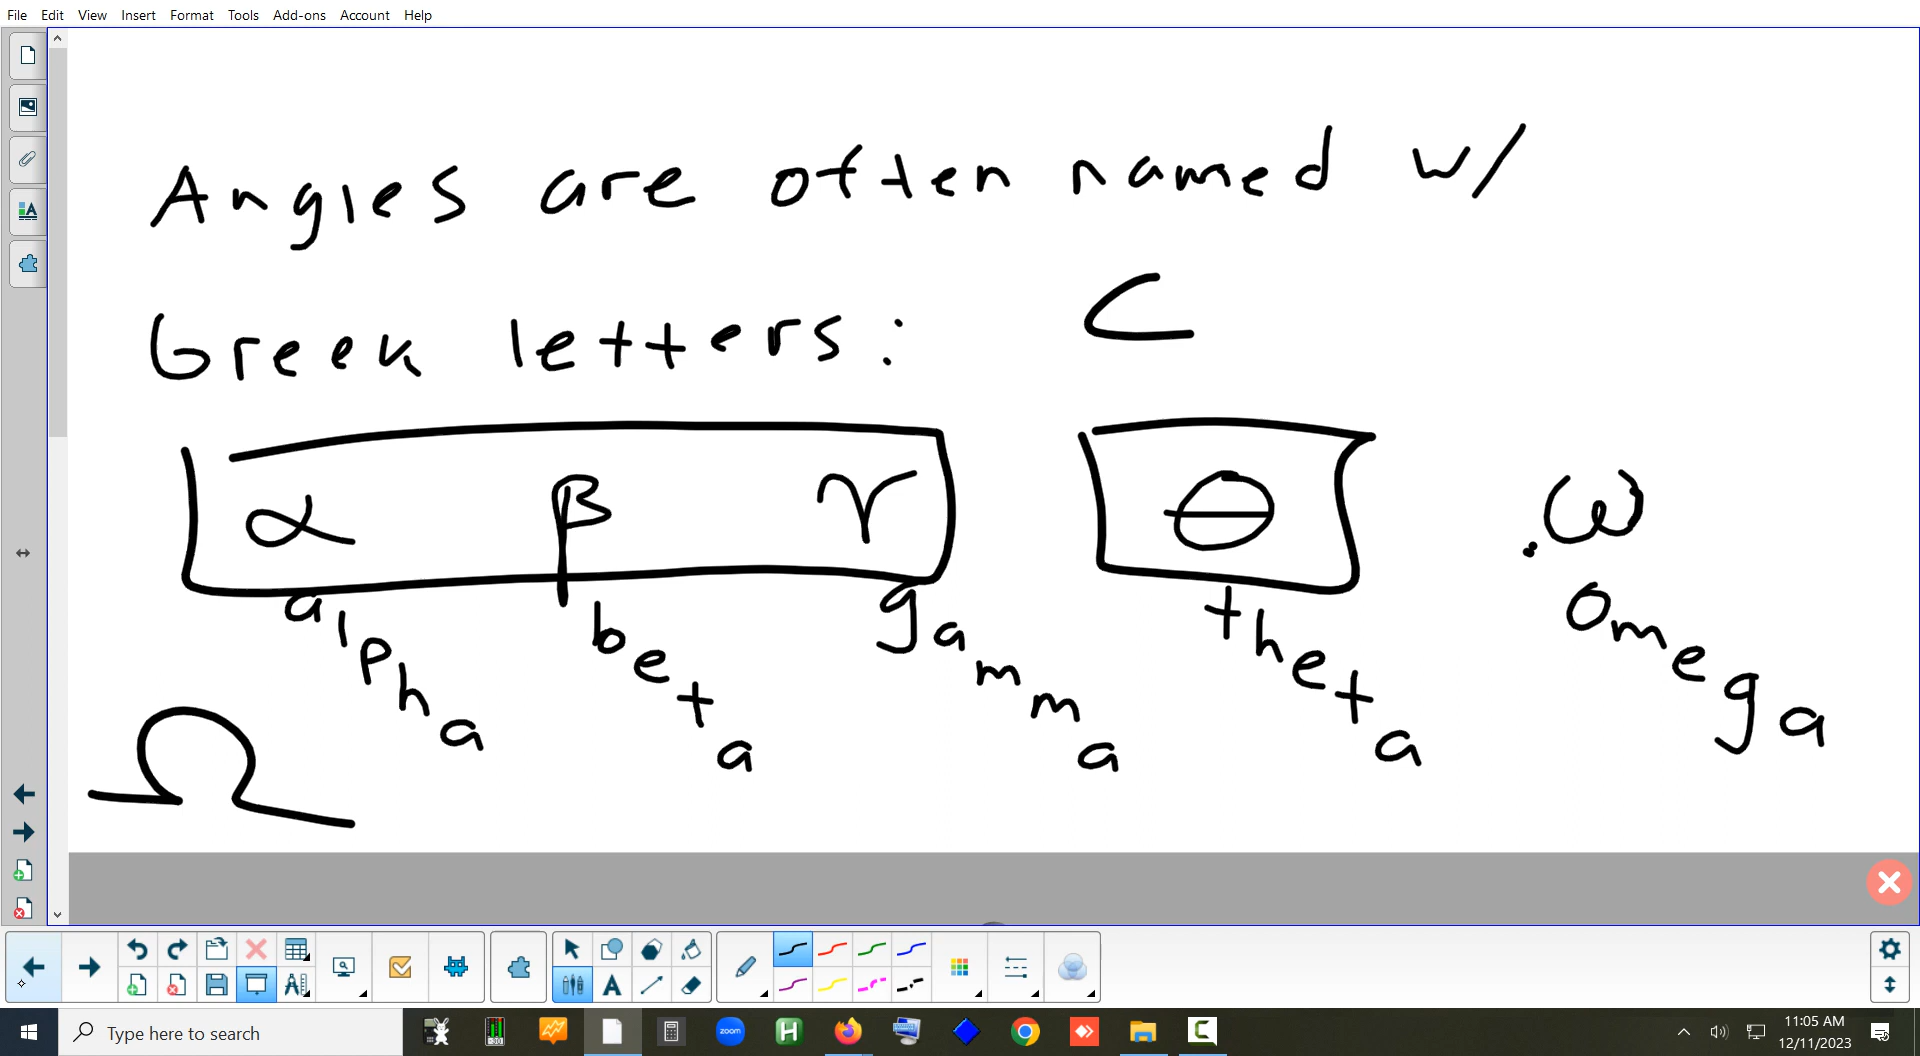 File Edit View Insert Format Tools Add-ons Account Help
Angles are often named w/
Greek letters: C
α β γ θ ω
alpha beta gamma theta omega
Ω
zoom
H
C
Type here to search
11:05 AM
12/11/2023